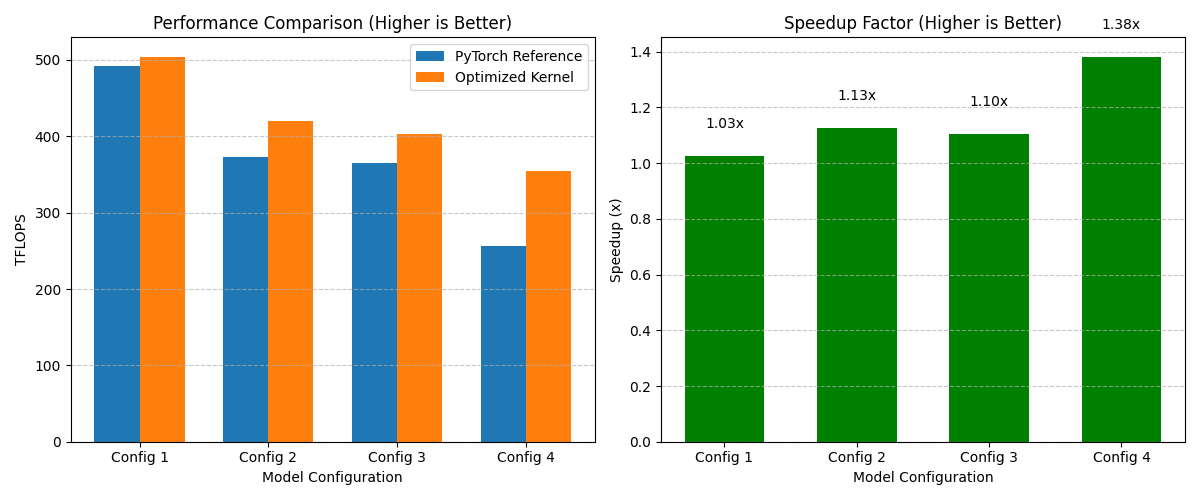 Performance Comparison (Higher is Better)
PyTorch Reference
Optimized Kernel
500
400
300
200
100
0
TFLOPS
Config 1
Config 2
Config 3
Config 4
Model Configuration
Speedup Factor (Higher is Better)
1.38x
1.13x
1.10x
1.03x
1.4
1.2
1.0
0.8
0.6
0.4
0.2
0.0
Speedup (x)
Config 1
Config 2
Config 3
Config 4
Model Configuration